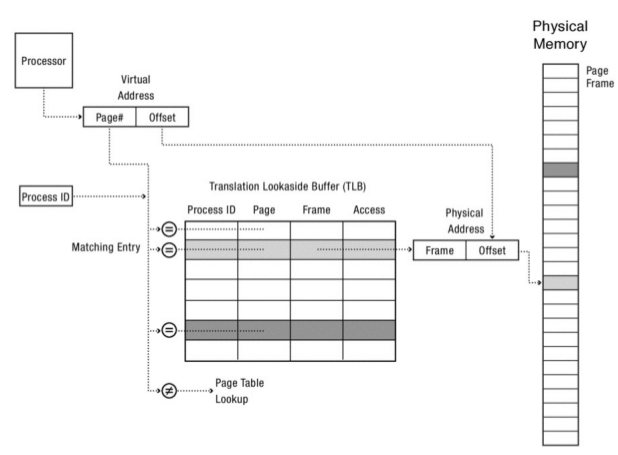 Physical
Memory
Processor
Page
Frame
Virtual
Address
Page# Offset
Translation Lookaside Buffer (TLB)
Process ID
Process ID Page Frame Access
Physical
Address
=
Matching Entry
=
Frame Offset
=
≠
Page Table
Lookup